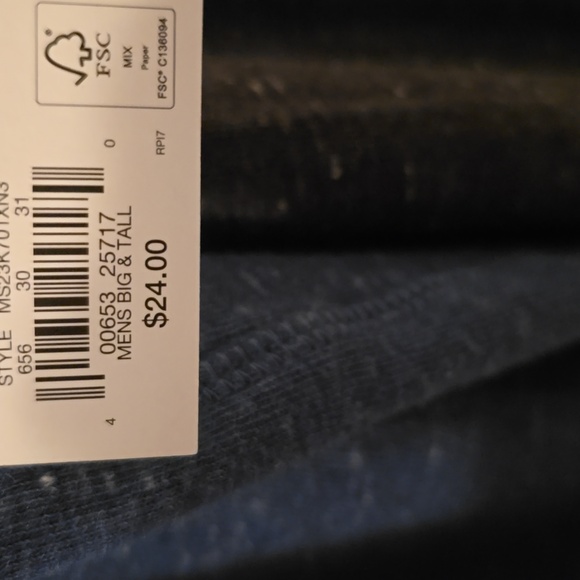 FSC
MIX
Paper
FSC® C136094
RPI7
STYLE MS23K701XN3
656 30 31
4 00653 25717 0
MENS BIG & TALL
$24.00